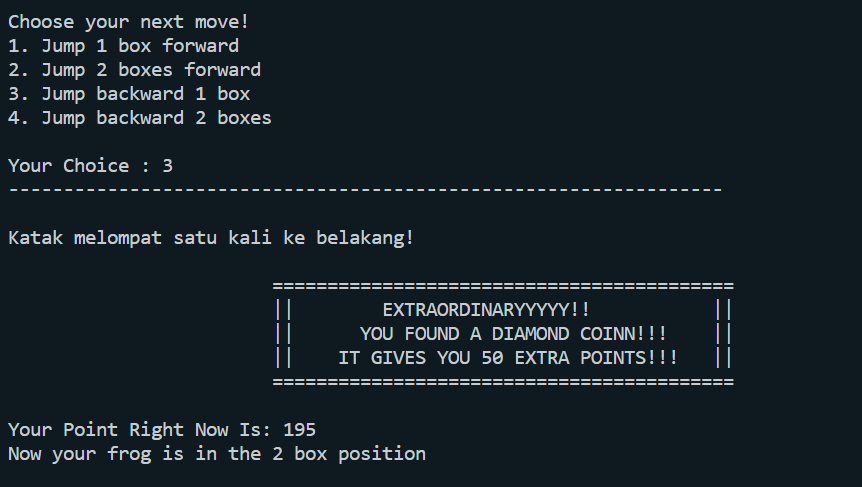 Choose your next move!
1. Jump 1 box forward
2. Jump 2 boxes forward
3. Jump backward 1 box
4. Jump backward 2 boxes
Your Choice : 3
-----------------------------------------------------------------
Katak melompat satu kali ke belakang!
==========================================
||        EXTRAORDINARYYYYY!!           ||
||      YOU FOUND A DIAMOND COINN!!!    ||
||    IT GIVES YOU 50 EXTRA POINTS!!!   ||
==========================================
Your Point Right Now Is: 195
Now your frog is in the 2 box position